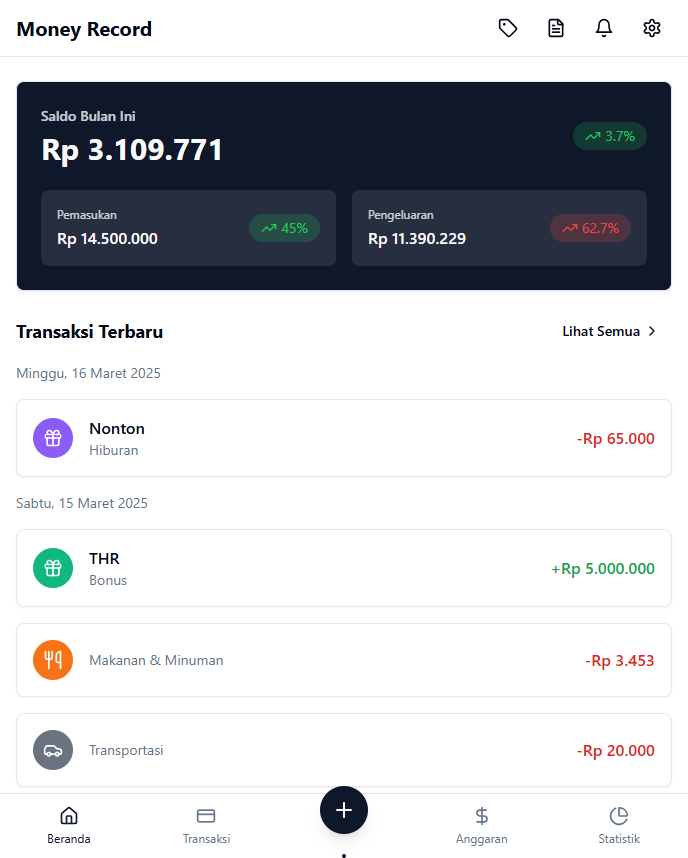 Money Record
Saldo Bulan Ini
Rp 3.109.771
3.7%
Pemasukan
Rp 14.500.000
45%
Pengeluaran
Rp 11.390.229
62.7%
Transaksi Terbaru
Lihat Semua
Minggu, 16 Maret 2025
Nonton
Hiburan
-Rp 65.000
Sabtu, 15 Maret 2025
THR
Bonus
+Rp 5.000.000
Makanan & Minuman
-Rp 3.453
Transportasi
-Rp 20.000
Beranda
Transaksi
Anggaran
Statistik